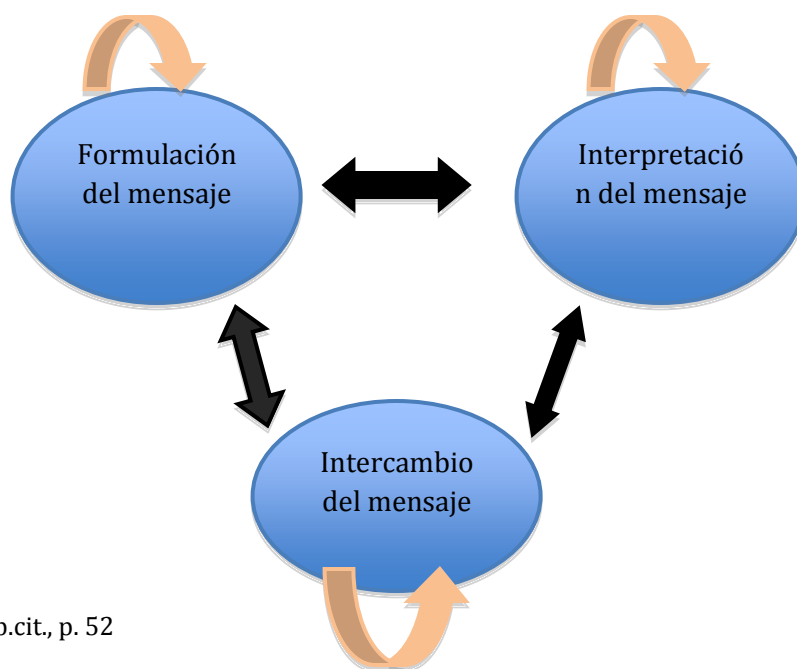 Formulación
del mensaje
Interpretació
n del mensaje
Intercambio
del mensaje
p.cit., p. 52